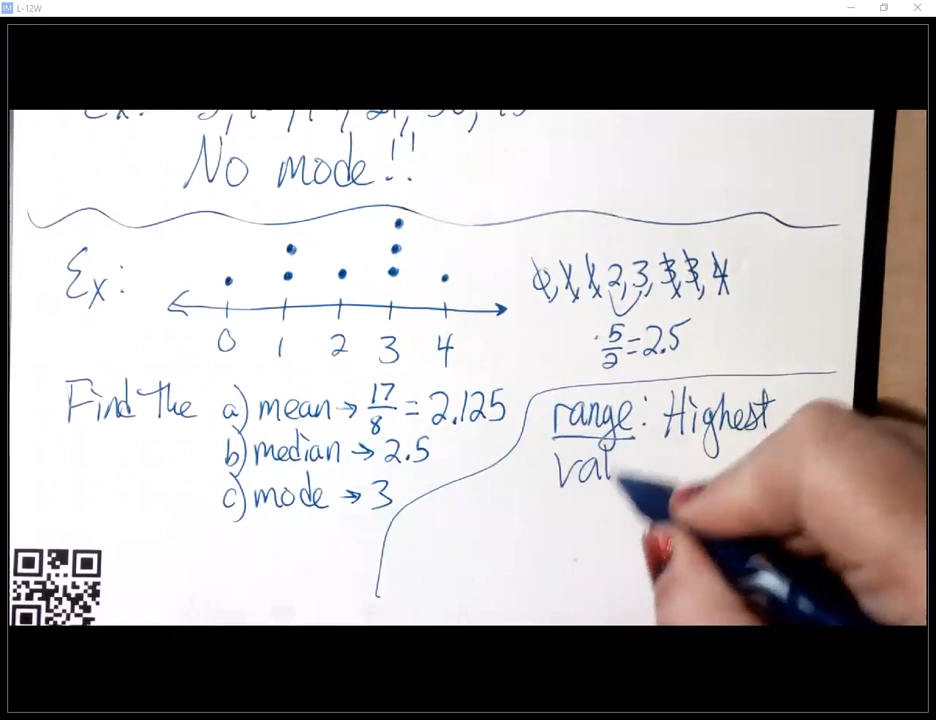 L-12W
Ex:
No mode!!
Ex:
0, 1, 1, 2, 3, 3, 3, 4
5/2 = 2.5
0 1 2 3 4
Find the a) mean → 17/8 = 2.125
b) median → 2.5
c) mode → 3
range: Highest
val